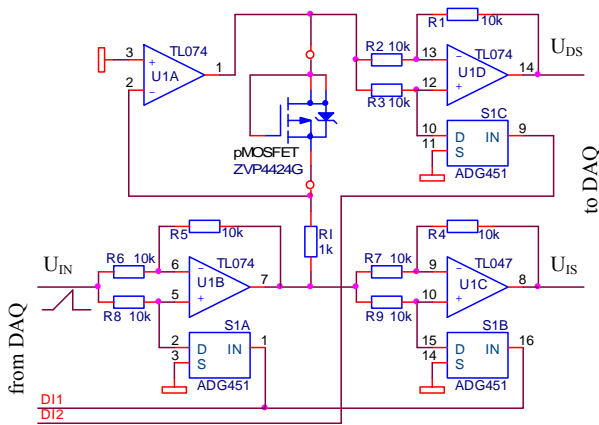 R1 10k
3 + TL074
U1A 1
2 −
R2 10k
13 − TL074
U1D 14
R3 10k
12 +
U_DS
S1C
10 D IN 9
11 S
ADG451
pMOSFET
ZVP4424G
to DAQ
RI
1k
R5 10k
R6 10k
6 − TL074
U1B 7
R8 10k
5 +
U_IN
S1A
2 D IN 1
3 S
ADG451
R4 10k
R7 10k
9 − TL047
U1C 8
R9 10k
10 +
U_IS
S1B
15 D IN 16
14 S
ADG451
from DAQ
DI1
DI2